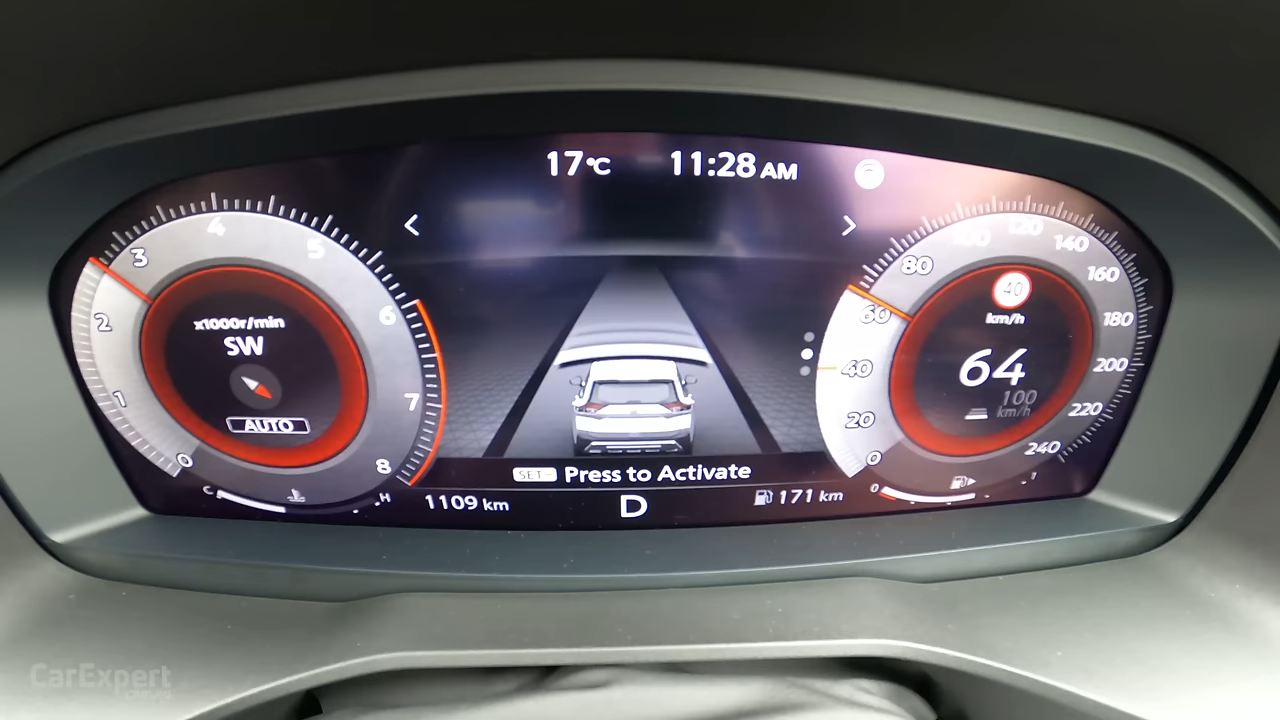 17°C 11:28 AM
< >
0 1 2 3 4 5 6 7 8
x1000r/min
SW
AUTO
C H
0 20 40 60 80 100 120 140 160 180 200 220 240
40
km/h
64
100
km/h
SET- Press to Activate
1109 km D 171 km
0 1
CarExpert